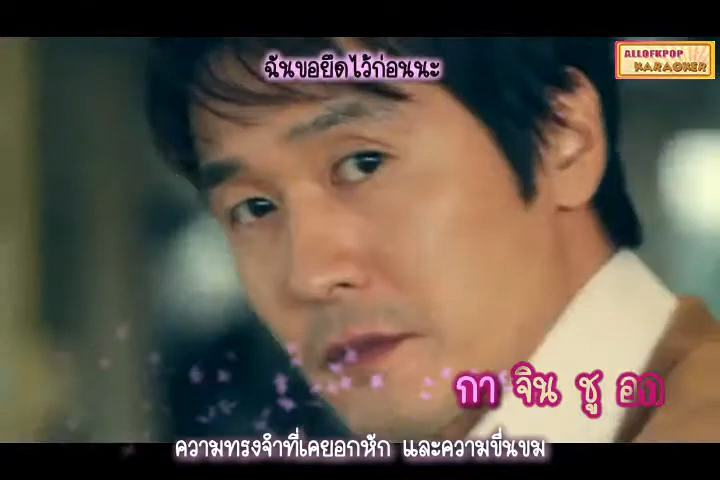 ALLOFKPOP
KARAOKER
ฉันขอยึดไว้ก่อนนะ
กา จิน ชู อก
ความทรงจำที่เคยอกหัก และความขื่นขม